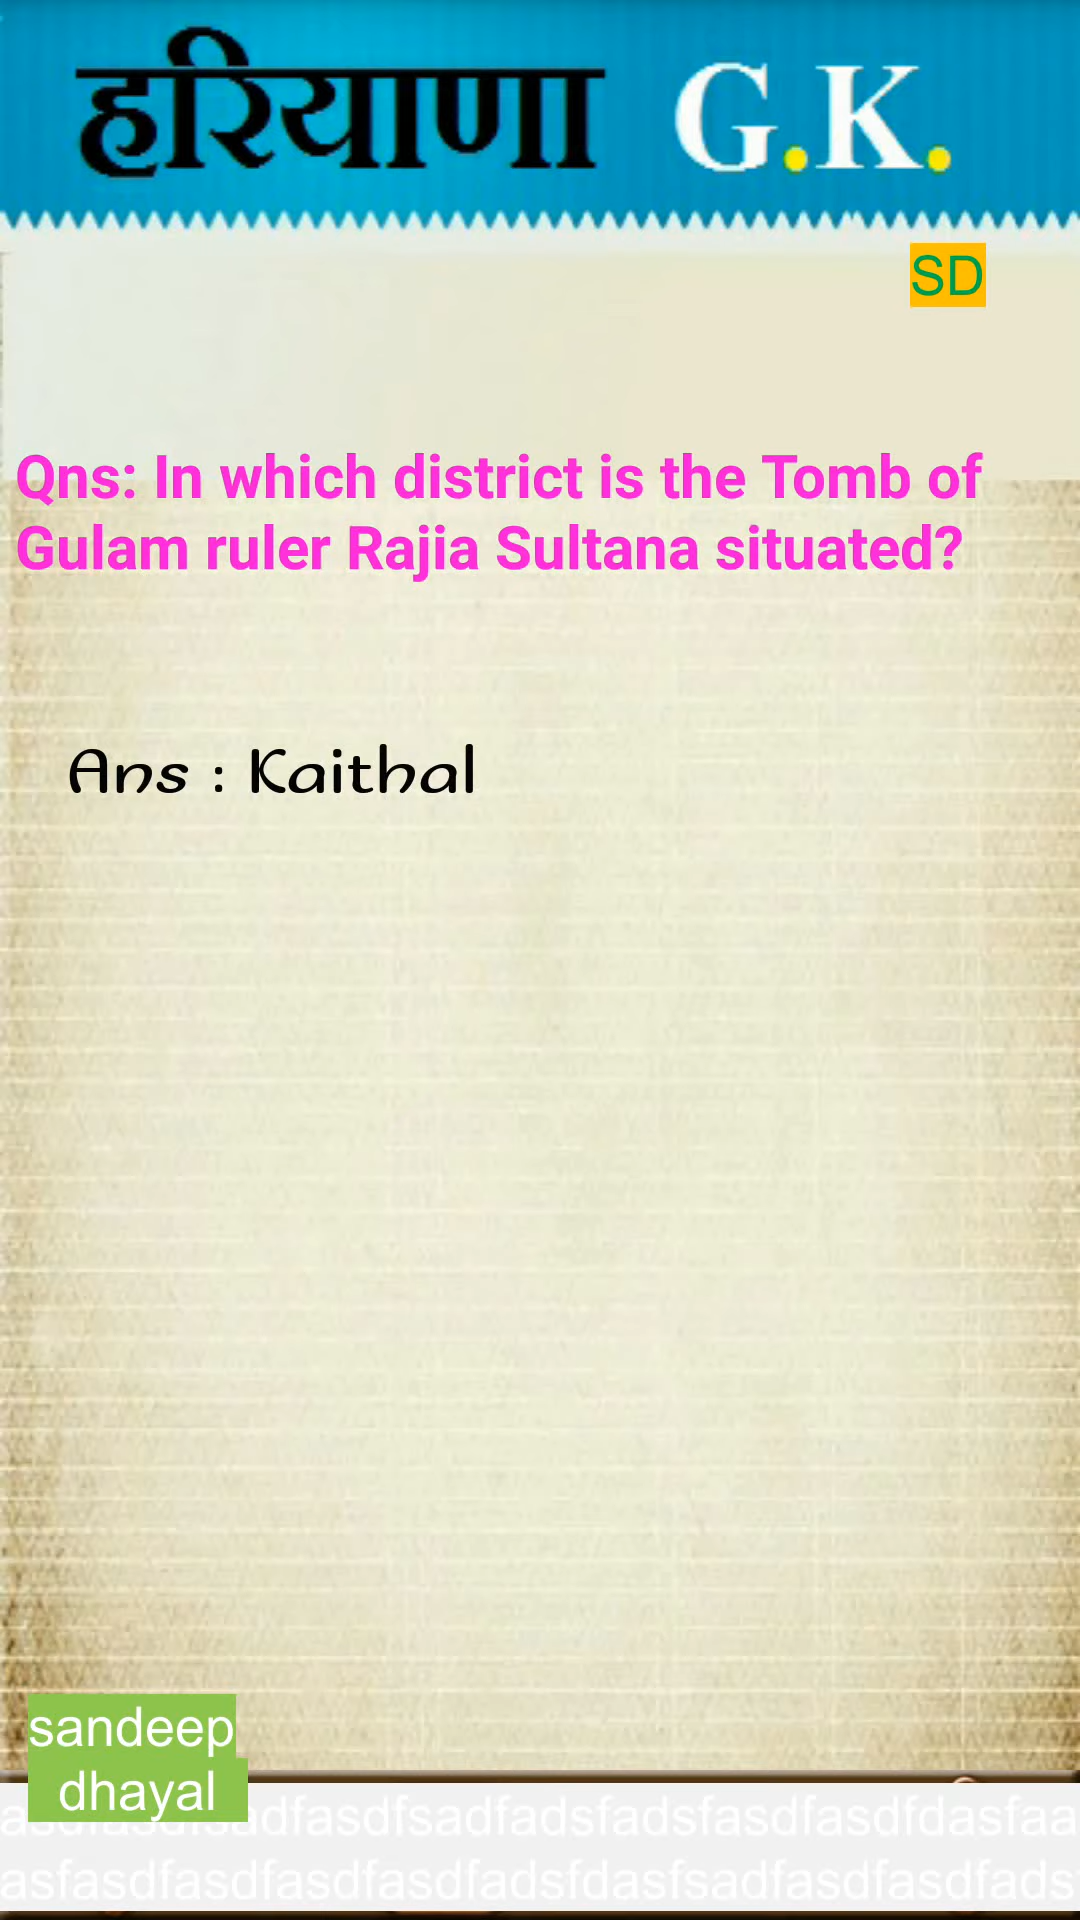 हरियाणा G.K.
SD
Qns: In which district is the Tomb of
Gulam ruler Rajia Sultana situated?
Ans : Kaithal
sandeep
dhayal